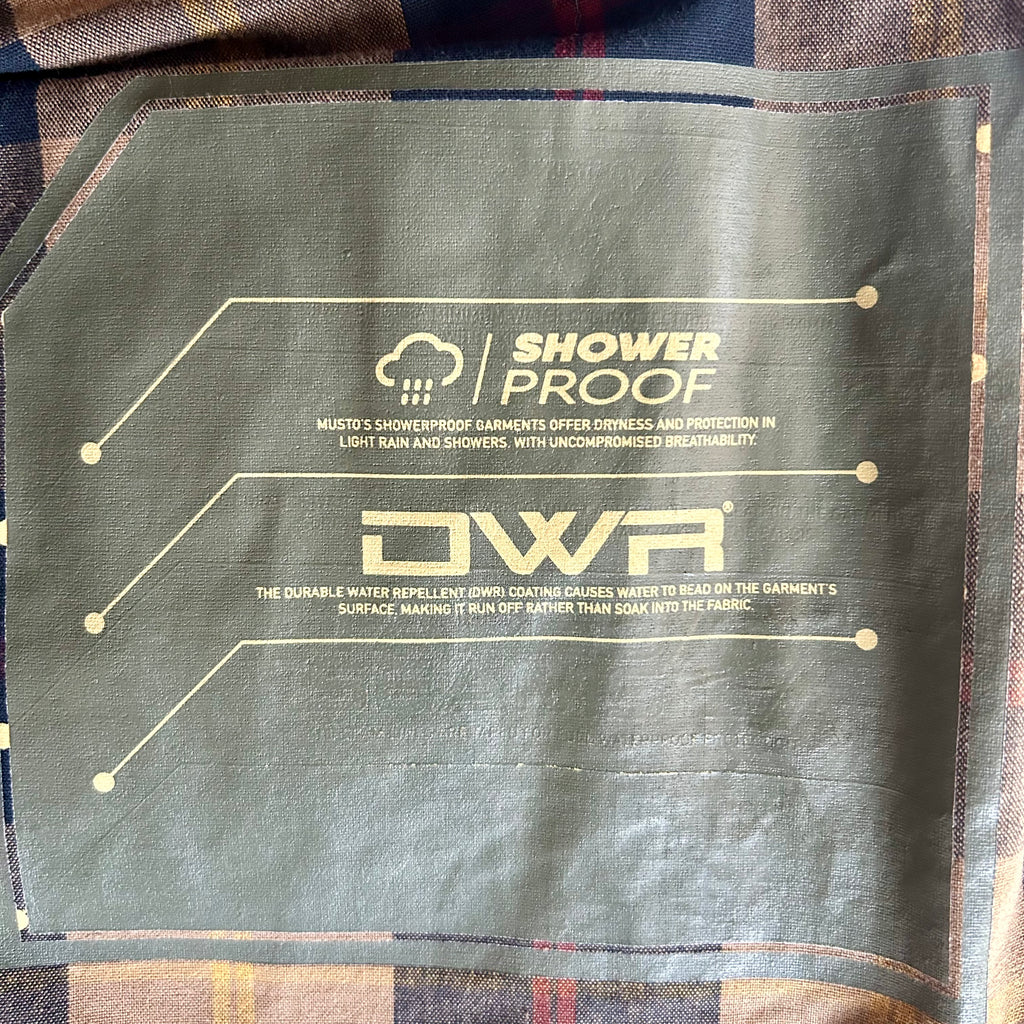 SHOWER
PROOF
MUSTO'S SHOWERPROOF GARMENTS OFFER DRYNESS AND PROTECTION IN
LIGHT RAIN AND SHOWERS, WITH UNCOMPROMISED BREATHABILITY.
DWR®
THE DURABLE WATER REPELLENT (DWR) COATING CAUSES WATER TO BEAD ON THE GARMENT'S
SURFACE, MAKING IT RUN OFF RATHER THAN SOAK INTO THE FABRIC.